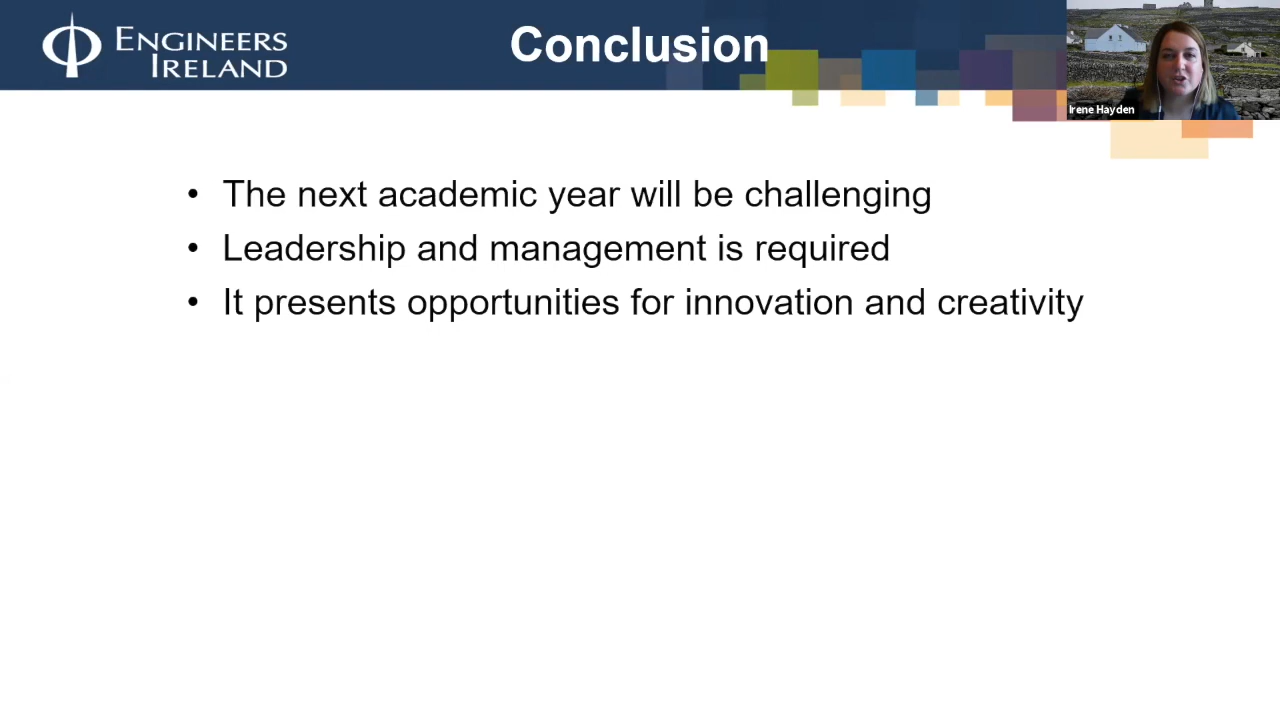 ENGINEERS
IRELAND
Conclusion
Irene Hayden
• The next academic year will be challenging
• Leadership and management is required
• It presents opportunities for innovation and creativity